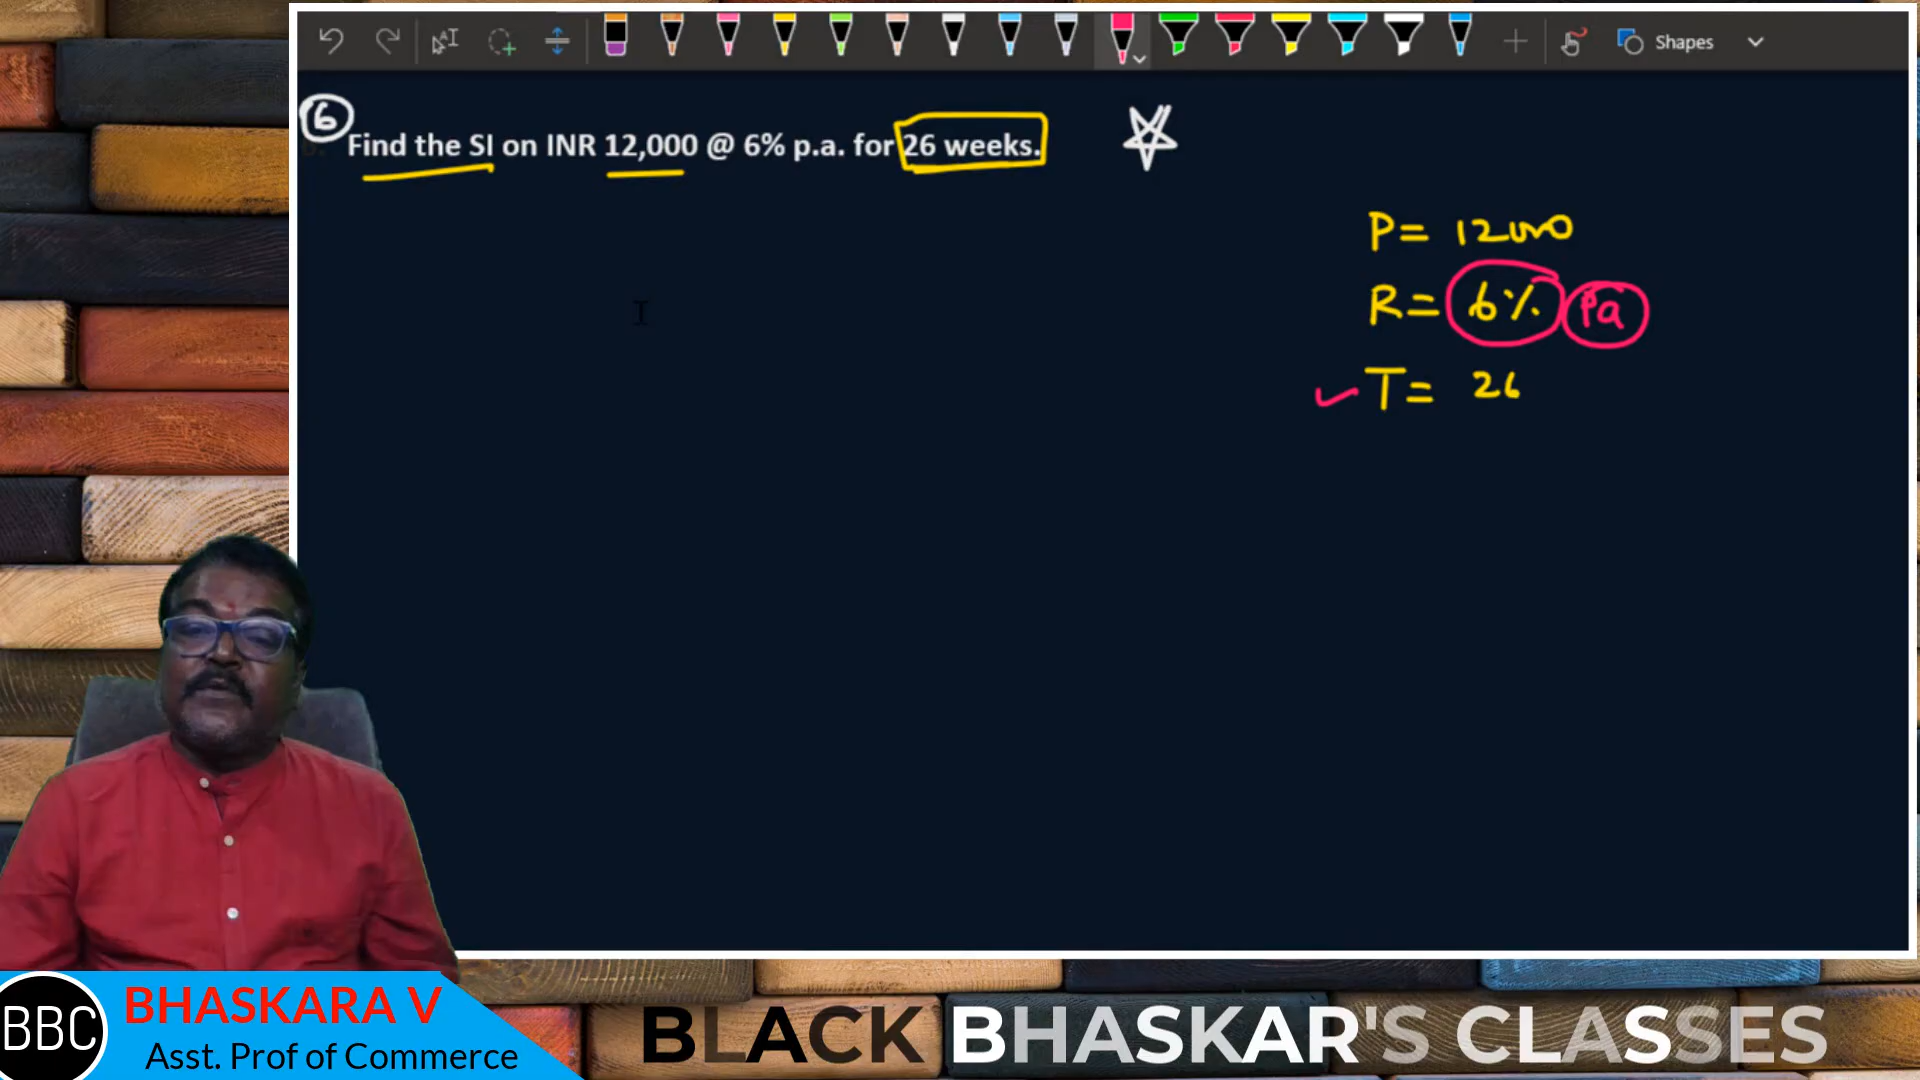 Shapes
6 Find the SI on INR 12,000 @ 6% p.a. for 26 weeks.
P= 12000
R= 6% Pa
T= 26
BBC
BHASKARA V
Asst. Prof of Commerce
BLACK BHASKAR'S CLASSES